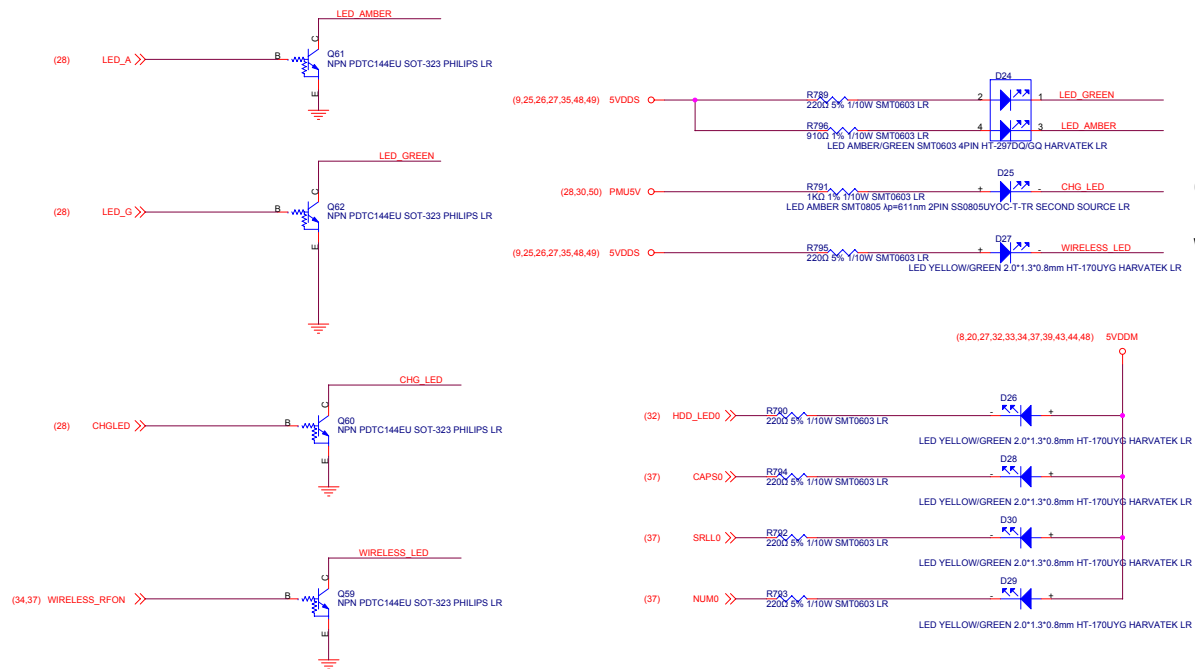 LED_AMBER
C
(28) LED_A
B
Q61
NPN PDTC144EU SOT-323 PHILIPS LR
E
LED_GREEN
C
(28) LED_G
B
Q62
NPN PDTC144EU SOT-323 PHILIPS LR
E
CHG_LED
C
(28) CHGLED
B
Q60
NPN PDTC144EU SOT-323 PHILIPS LR
E
WIRELESS_LED
C
(34,37) WIRELESS_RFON
B
Q59
NPN PDTC144EU SOT-323 PHILIPS LR
E
D24
(9,25,26,27,35,48,49) 5VDDS
R789
220Ω 5% 1/10W SMT0603 LR
2
1
LED_GREEN
R796
910Ω 1% 1/10W SMT0603 LR
4
3
LED_AMBER
LED AMBER/GREEN SMT0603 4PIN HT-297DQ/GQ HARVATEK LR
D25
(28,30,50) PMU5V
R791
1KΩ 1% 1/10W SMT0603 LR
+
-
CHG_LED
LED AMBER SMT0805 λp=611nm 2PIN SS0805UYOC-T-TR SECOND SOURCE LR
D27
(9,25,26,27,35,48,49) 5VDDS
R795
220Ω 5% 1/10W SMT0603 LR
+
-
WIRELESS_LED
LED YELLOW/GREEN 2.0*1.3*0.8mm HT-170UYG HARVATEK LR
(8,20,27,32,33,34,37,39,43,44,48) 5VDDM
D26
(32) HDD_LED0
R790
220Ω 5% 1/10W SMT0603 LR
-
+
LED YELLOW/GREEN 2.0*1.3*0.8mm HT-170UYG HARVATEK LR
D28
(37) CAPS0
R794
220Ω 5% 1/10W SMT0603 LR
-
+
LED YELLOW/GREEN 2.0*1.3*0.8mm HT-170UYG HARVATEK LR
D30
(37) SRLL0
R792
220Ω 5% 1/10W SMT0603 LR
-
+
LED YELLOW/GREEN 2.0*1.3*0.8mm HT-170UYG HARVATEK LR
D29
(37) NUM0
R793
220Ω 5% 1/10W SMT0603 LR
-
+
LED YELLOW/GREEN 2.0*1.3*0.8mm HT-170UYG HARVATEK LR